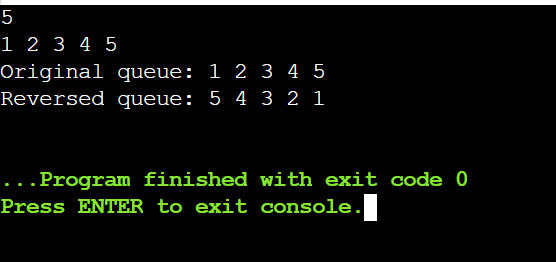 5
1 2 3 4 5
Original queue: 1 2 3 4 5
Reversed queue: 5 4 3 2 1
...Program finished with exit code 0
Press ENTER to exit console.